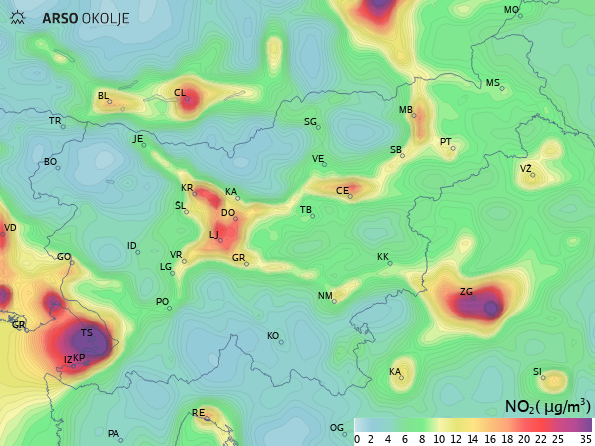 ARSO OKOLJE
MO
MS
BL
CL
MB
TR
SG
JE
PT
SB
BO
VE
VŽ
KR
KA
CE
ŠL
DO
TB
VD
LJ
ID
VR
GO
GR
KK
LG
NM
ZG
PO
GR
TS
KO
IZ
KP
KA
SI
RE
OG
PA
NO₂( µg/m³)
0 2 4 6 8 10 12 14 16 18 20 22 25 35